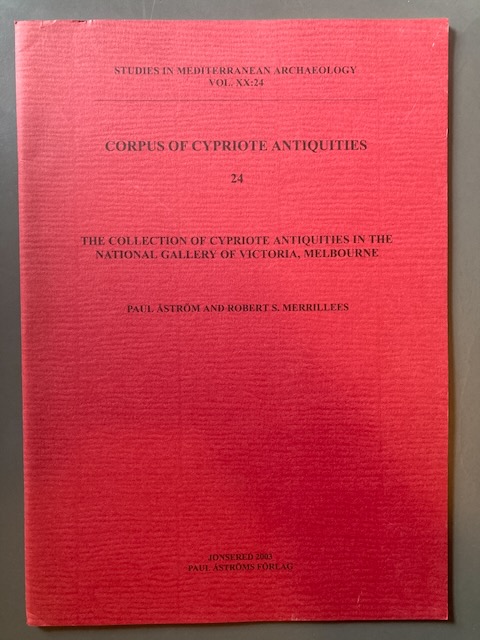 STUDIES IN MEDITERRANEAN ARCHAEOLOGY
VOL. XX:24
CORPUS OF CYPRIOTE ANTIQUITIES
24
THE COLLECTION OF CYPRIOTE ANTIQUITIES IN THE
NATIONAL GALLERY OF VICTORIA, MELBOURNE
PAUL ÅSTRÖM AND ROBERT S. MERRILLEES
JONSERED 2003
PAUL ÅSTRÖMS FÖRLAG